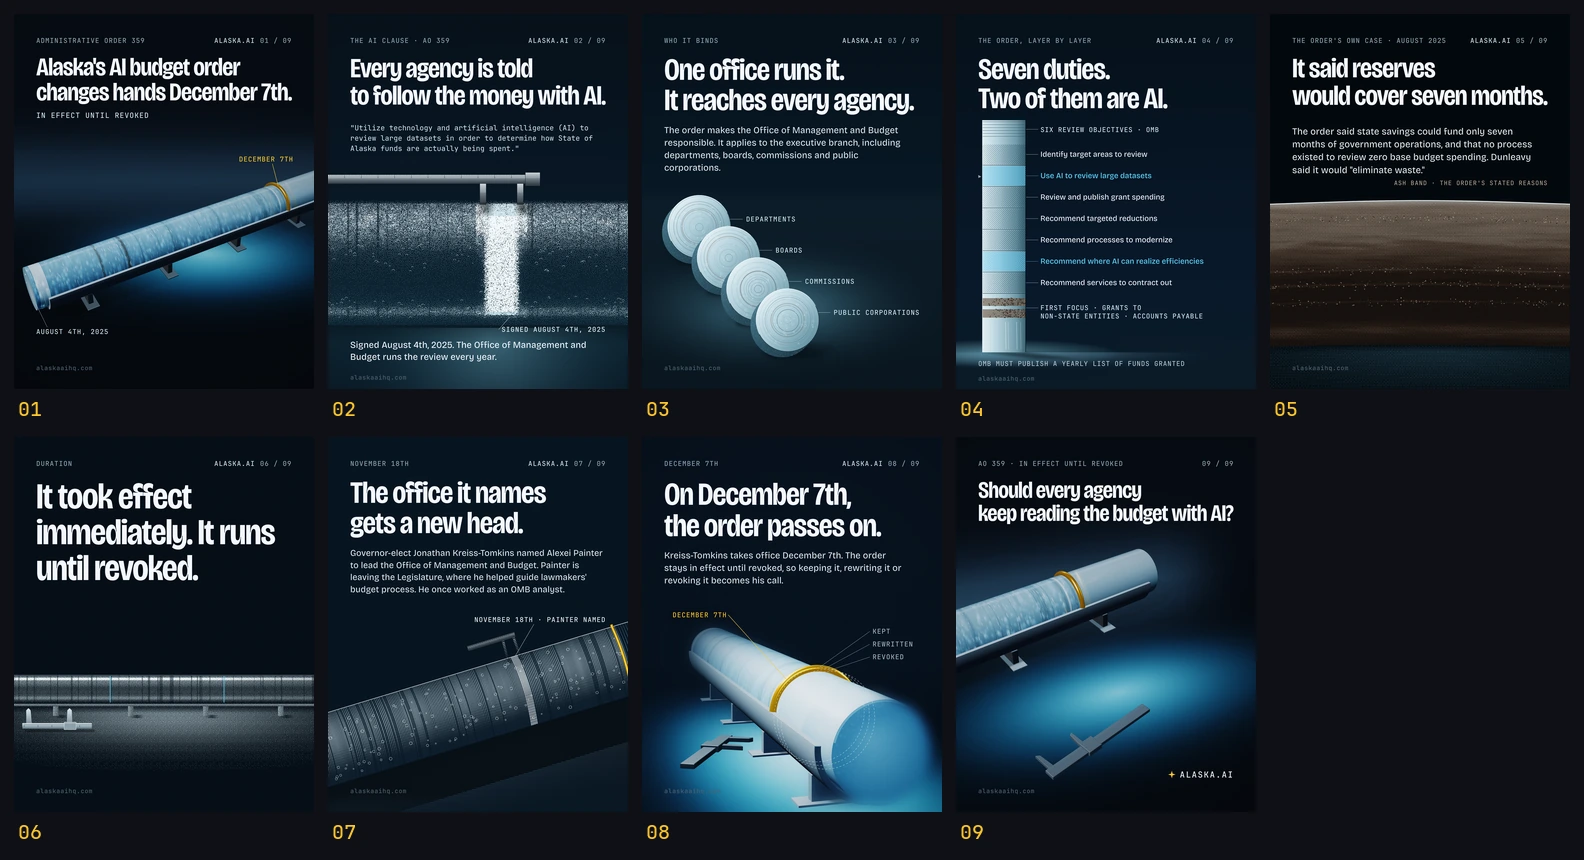 ADMINISTRATIVE ORDER 359
ALASKA.AI 01 / 09
Alaska's AI budget order
changes hands December 7th.
IN EFFECT UNTIL REVOKED
DECEMBER 7TH
AUGUST 4TH, 2025
alaskaaihq.com
01
THE AI CLAUSE · AO 359
ALASKA.AI 02 / 09
Every agency is told
to follow the money with AI.
"Utilize technology and artificial intelligence (AI) to
review large datasets in order to determine how State of
Alaska funds are actually being spent."
SIGNED AUGUST 4TH, 2025
Signed August 4th, 2025. The Office of Management and
Budget runs the review every year.
alaskaaihq.com
02
WHO IT BINDS
ALASKA.AI 03 / 09
One office runs it.
It reaches every agency.
The order makes the Office of Management and Budget
responsible. It applies to the executive branch, including
departments, boards, commissions and public
corporations.
DEPARTMENTS
BOARDS
COMMISSIONS
PUBLIC CORPORATIONS
alaskaaihq.com
03
THE ORDER, LAYER BY LAYER
ALASKA.AI 04 / 09
Seven duties.
Two of them are AI.
SIX REVIEW OBJECTIVES · OMB
Identify target areas to review
Use AI to review large datasets
Review and publish grant spending
Recommend targeted reductions
Recommend processes to modernize
Recommend where AI can realize efficiencies
Recommend services to contract out
FIRST FOCUS · GRANTS TO
NON-STATE ENTITIES · ACCOUNTS PAYABLE
OMB MUST PUBLISH A YEARLY LIST OF FUNDS GRANTED
alaskaaihq.com
04
THE ORDER'S OWN CASE · AUGUST 2025
ALASKA.AI 05 / 09
It said reserves
would cover seven months.
The order said state savings could fund only seven
months of government operations, and that no process
existed to review zero base budget spending. Dunleavy
said it would "eliminate waste."
ASH BAND · THE ORDER'S STATED REASONS
alaskaaihq.com
05
DURATION
ALASKA.AI 06 / 09
It took effect
immediately. It runs
until revoked.
alaskaaihq.com
06
NOVEMBER 18TH
ALASKA.AI 07 / 09
The office it names
gets a new head.
Governor-elect Jonathan Kreiss-Tomkins named Alexei Painter
to lead the Office of Management and Budget. Painter is
leaving the Legislature, where he helped guide lawmakers'
budget process. He once worked as an OMB analyst.
NOVEMBER 18TH · PAINTER NAMED
alaskaaihq.com
07
DECEMBER 7TH
ALASKA.AI 08 / 09
On December 7th,
the order passes on.
Kreiss-Tomkins takes office December 7th. The order
stays in effect until revoked, so keeping it, rewriting it or
revoking it becomes his call.
DECEMBER 7TH
KEPT
REWRITTEN
REVOKED
alaskaaihq.com
08
AO 359 · IN EFFECT UNTIL REVOKED
09 / 09
Should every agency
keep reading the budget with AI?
ALASKA.AI
alaskaaihq.com
09